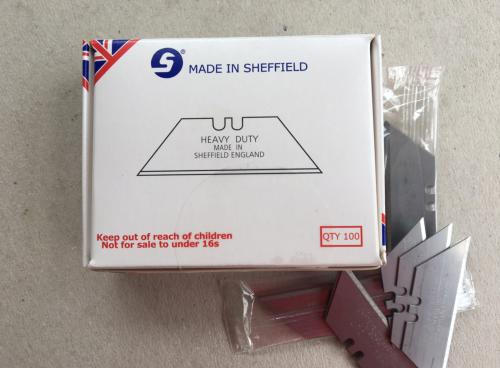 S MADE IN SHEFFIELD
HEAVY DUTY
MADE IN
SHEFFIELD ENGLAND
Keep out of reach of children
Not for sale to under 16s
QTY 100